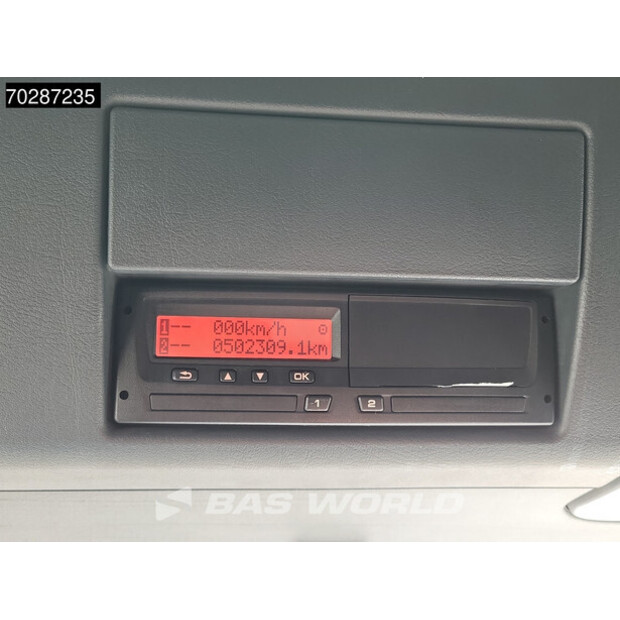 70287235
1-- 000km/h
2-- 0502309.1km
OK
1 2
BAS WORLD